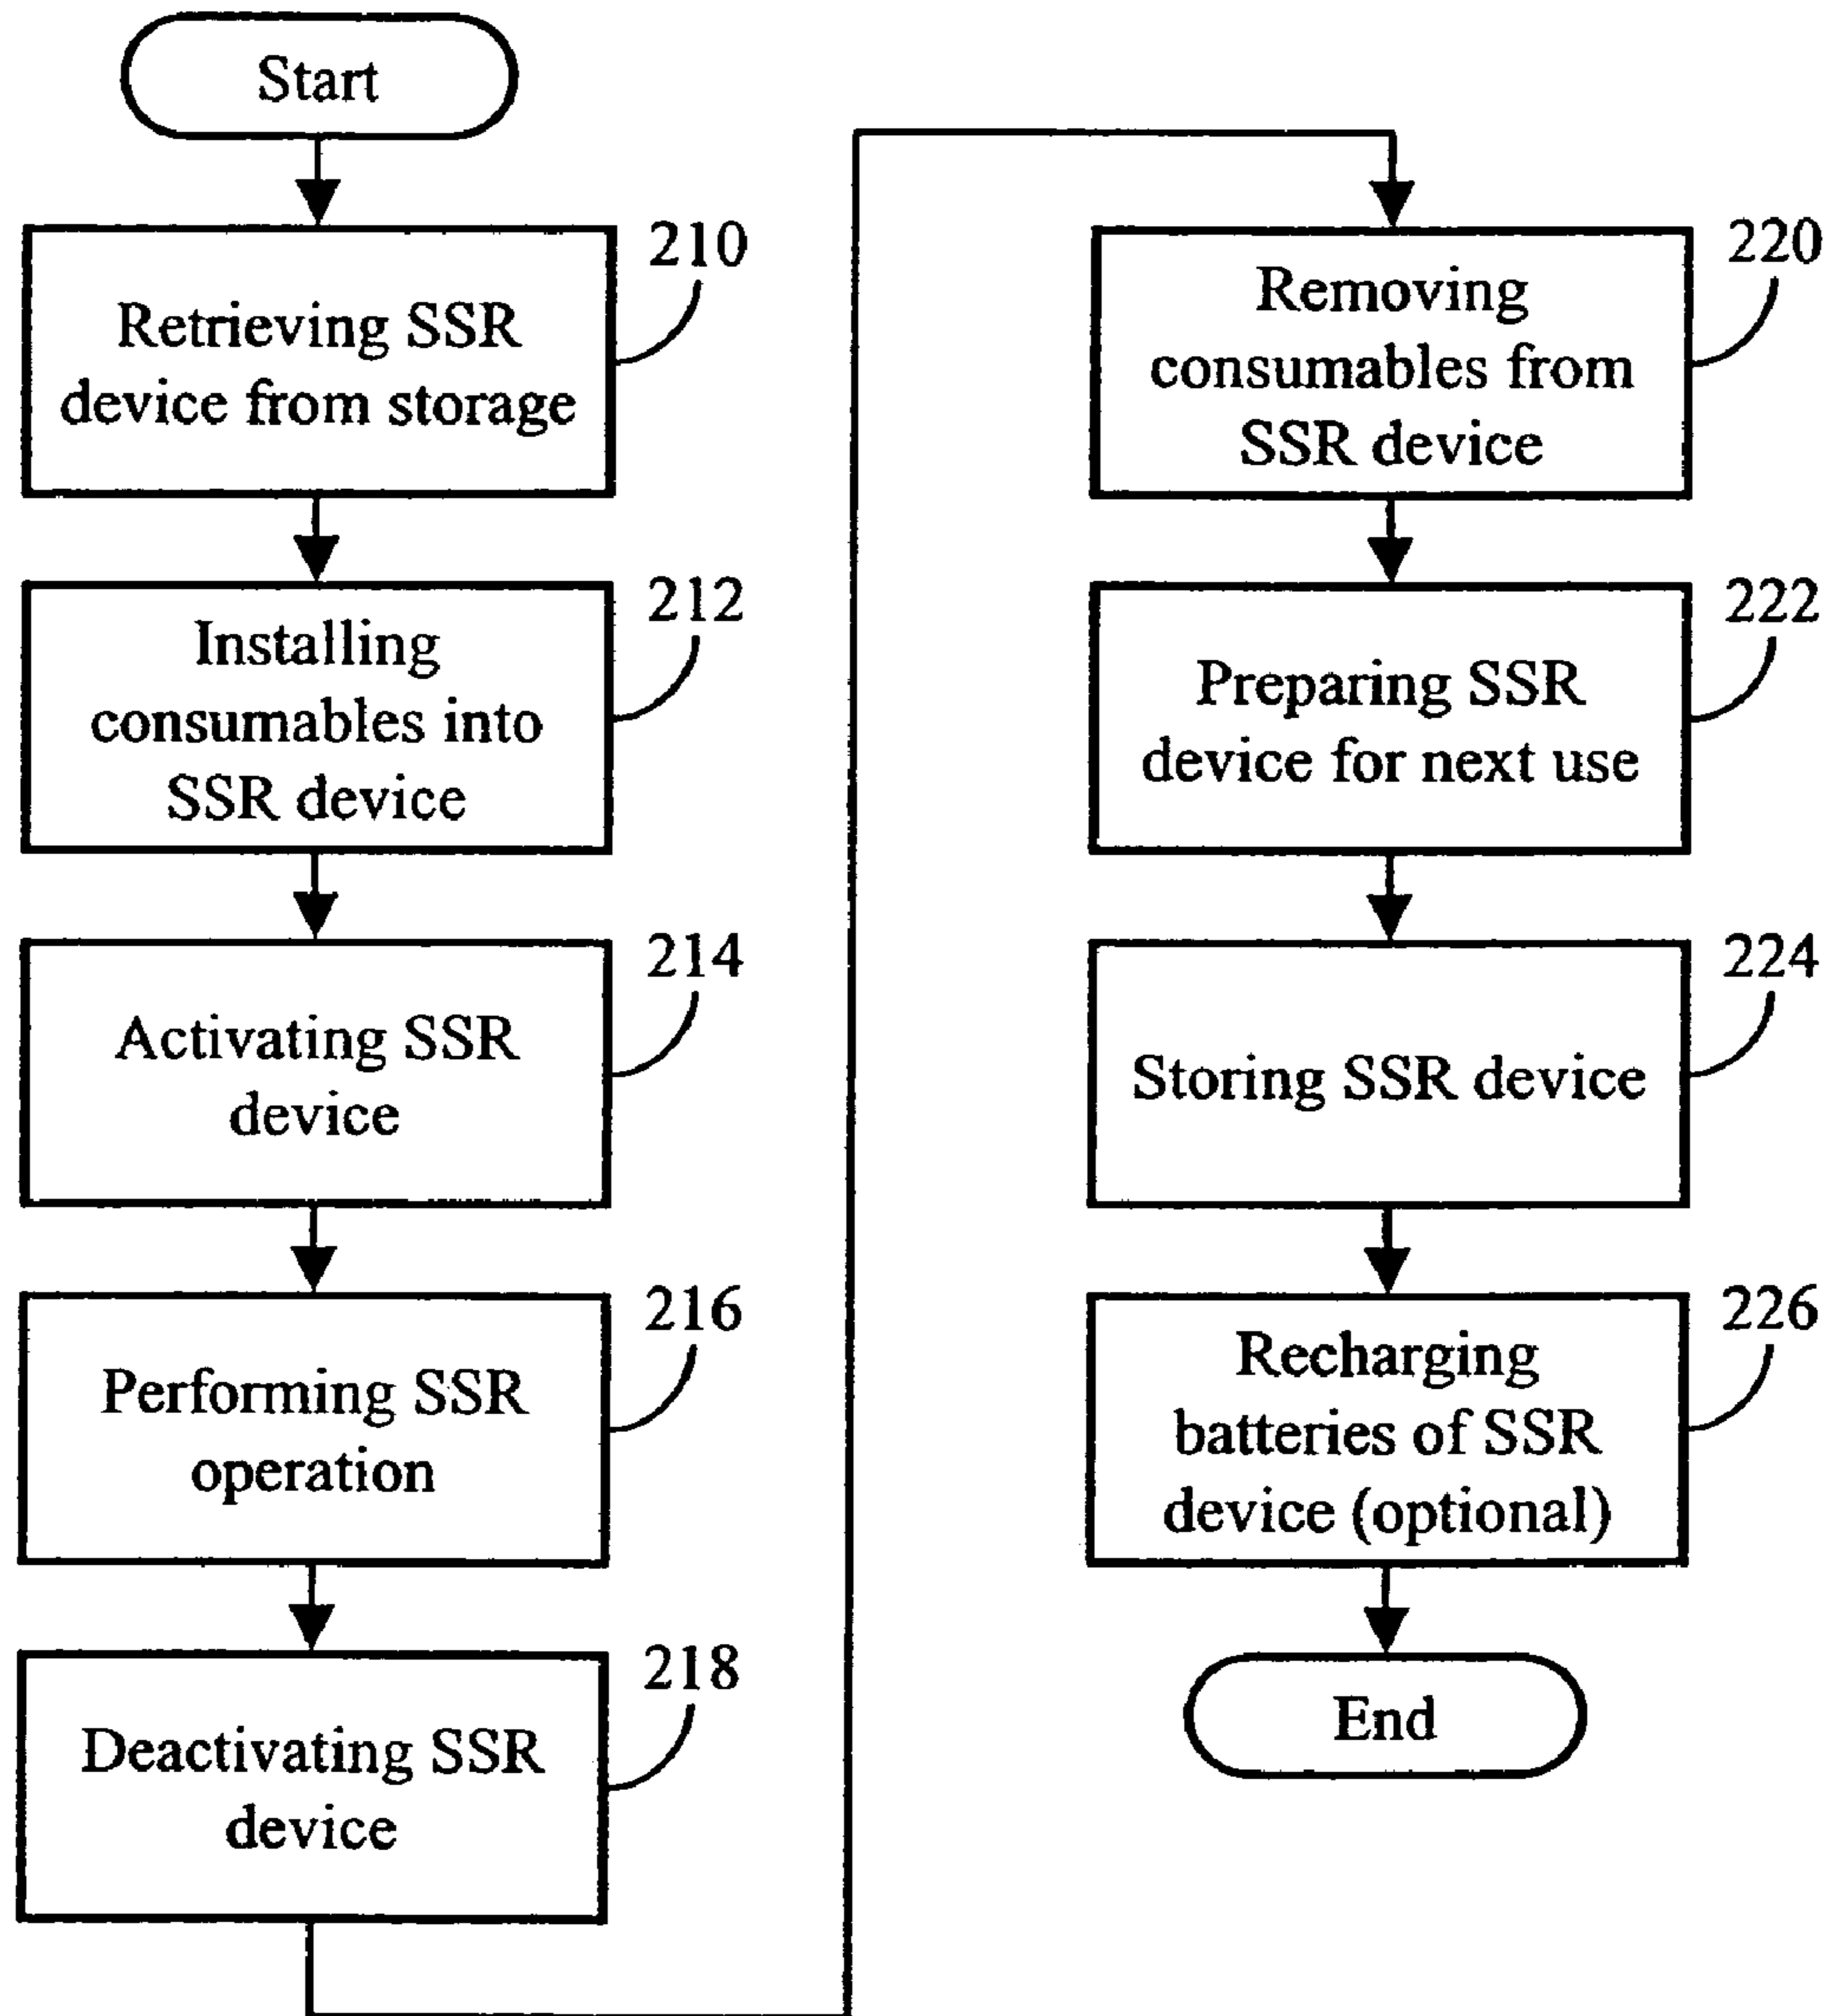 Start
210
Retrieving SSR
device from storage
212
Installing
consumables into
SSR device
214
Activating SSR
device
216
Performing SSR
operation
218
Deactivating SSR
device
220
Removing
consumables from
SSR device
222
Preparing SSR
device for next use
224
Storing SSR device
226
Recharging
batteries of SSR
device (optional)
End